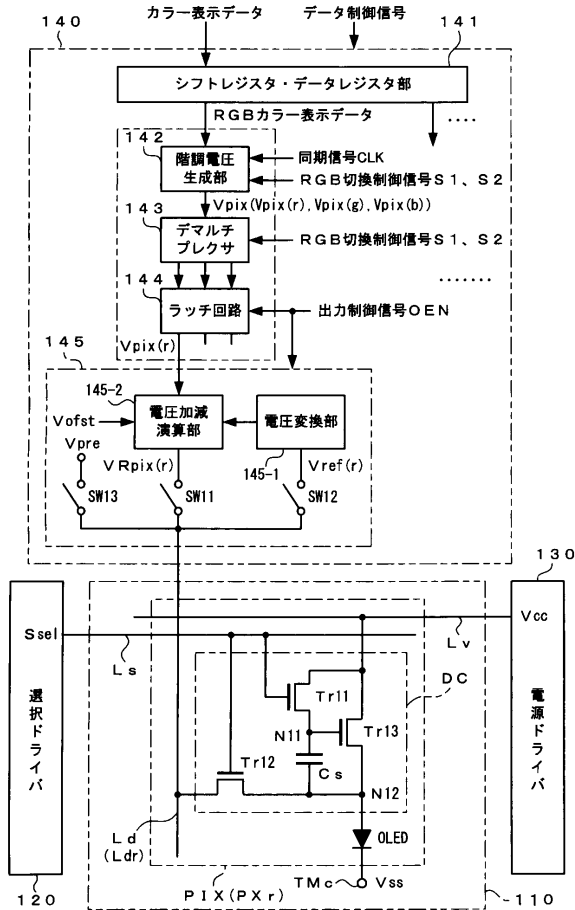 カラー表示データ
データ制御信号
140
141
シフトレジスタ・データレジスタ部
RGBカラー表示データ
....
142
階調電圧
生成部
同期信号CLK
RGB切換制御信号S1、S2
Vpix(Vpix(r),Vpix(g),Vpix(b))
143
デマルチ
プレクサ
RGB切換制御信号S1、S2
.......
144
ラッチ回路
出力制御信号OEN
145
Vpix(r)
145-2
電圧加減
演算部
電圧変換部
Vofst
Vpre
145-1
VRpix(r)
Vref(r)
SW13
SW11
SW12
130
Ssel
Vcc
Ls
Lv
DC
Tr11
N11
Tr13
Tr12
Cs
N12
選択ドライバ
電源ドライバ
Ld
(Ldr)
OLED
TMc
Vss
120
PIX(PXr)
110